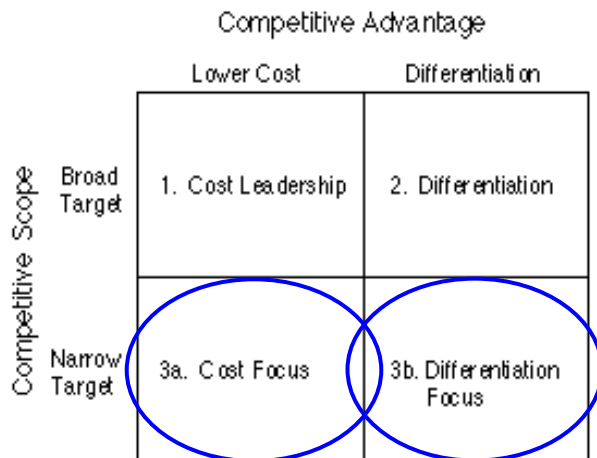 Competitive Advantage
Lower Cost
Differentiation
Competitive Scope
Broad
Target
1. Cost Leadership
2. Differentiation
Narrow
Target
3a. Cost Focus
3b. Differentiation
Focus